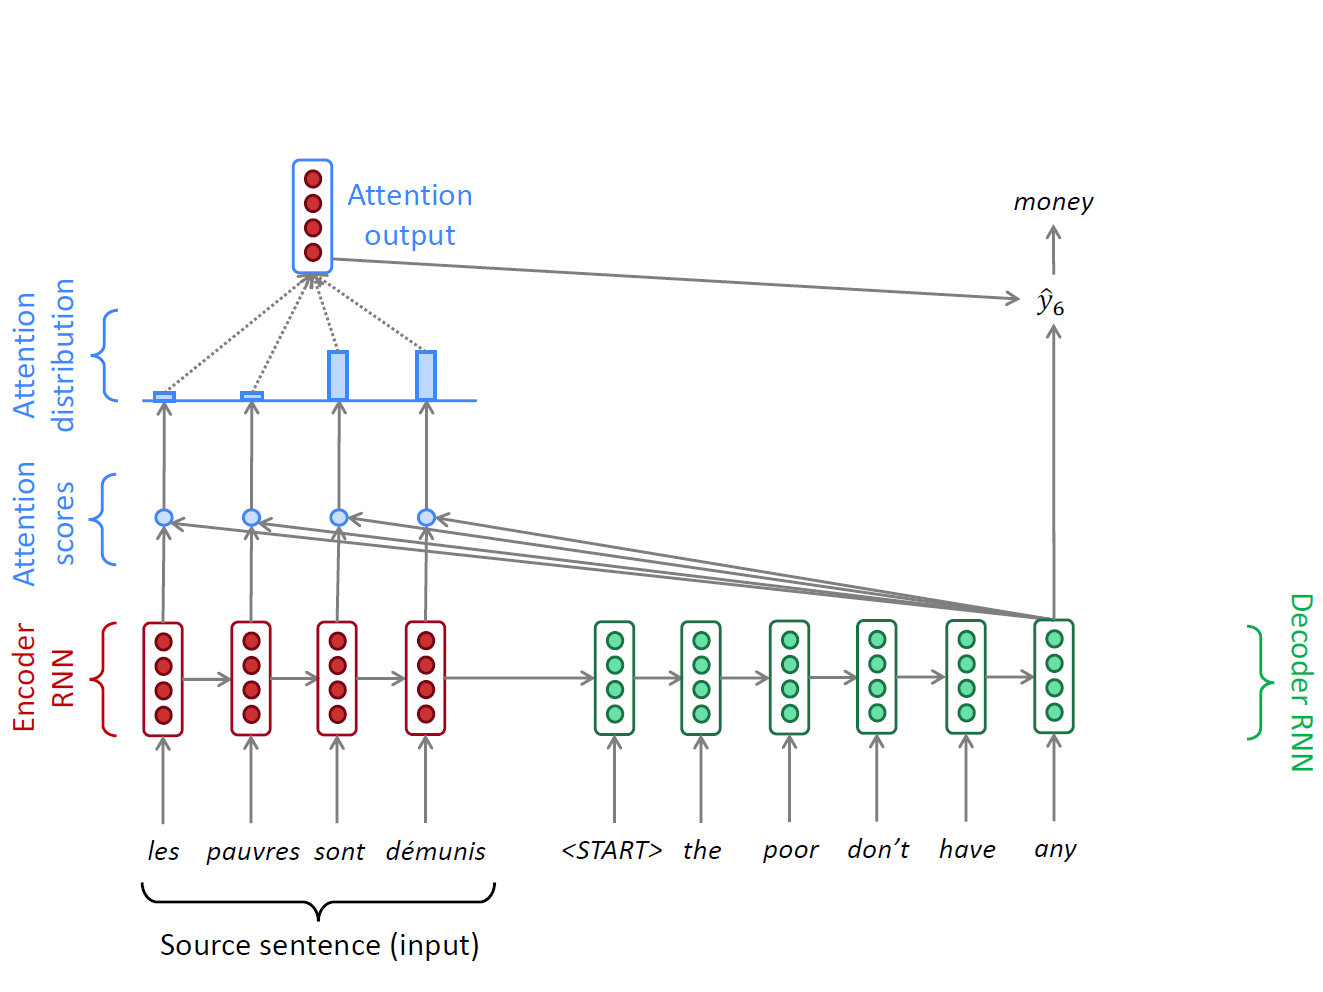 Attention
output
money
ŷ₆
Attention
distribution
Attention
scores
Encoder
RNN
Decoder RNN
les pauvres sont démunis <START> the poor don’t have any
Source sentence (input)